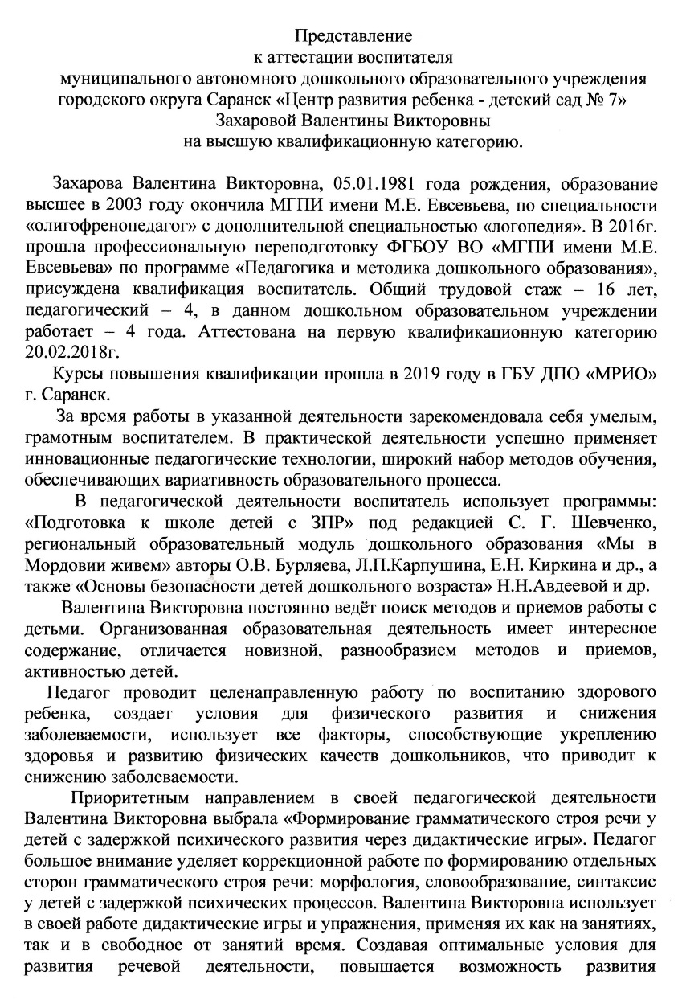 Представление
к аттестации воспитателя
муниципального автономного дошкольного образовательного учреждения
городского округа Саранск «Центр развития ребенка - детский сад № 7»
Захаровой Валентины Викторовны
на высшую квалификационную категорию.
Захарова Валентина Викторовна, 05.01.1981 года рождения, образование
высшее в 2003 году окончила МГПИ имени М.Е. Евсевьева, по специальности
«олигофренопедагог» с дополнительной специальностью «логопедия». В 2016г.
прошла профессиональную переподготовку ФГБОУ ВО «МГПИ имени М.Е.
Евсевьева» по программе «Педагогика и методика дошкольного образования»,
присуждена квалификация воспитатель. Общий трудовой стаж – 16 лет,
педагогический – 4, в данном дошкольном образовательном учреждении
работает – 4 года. Аттестована на первую квалификационную категорию
20.02.2018г.
Курсы повышения квалификации прошла в 2019 году в ГБУ ДПО «МРИО»
г. Саранск.
За время работы в указанной деятельности зарекомендовала себя умелым,
грамотным воспитателем. В практической деятельности успешно применяет
инновационные педагогические технологии, широкий набор методов обучения,
обеспечивающих вариативность образовательного процесса.
В педагогической деятельности воспитатель использует программы:
«Подготовка к школе детей с ЗПР» под редакцией С. Г. Шевченко,
региональный образовательный модуль дошкольного образования «Мы в
Мордовии живем» авторы О.В. Бурляева, Л.П.Карпушина, Е.Н. Киркина и др., а
также «Основы безопасности детей дошкольного возраста» Н.Н.Авдеевой и др.
Валентина Викторовна постоянно ведёт поиск методов и приемов работы с
детьми. Организованная образовательная деятельность имеет интересное
содержание, отличается новизной, разнообразием методов и приемов,
активностью детей.
Педагог проводит целенаправленную работу по воспитанию здорового
ребенка, создает условия для физического развития и снижения
заболеваемости, использует все факторы, способствующие укреплению
здоровья и развитию физических качеств дошкольников, что приводит к
снижению заболеваемости.
Приоритетным направлением в своей педагогической деятельности
Валентина Викторовна выбрала «Формирование грамматического строя речи у
детей с задержкой психического развития через дидактические игры». Педагог
большое внимание уделяет коррекционной работе по формированию отдельных
сторон грамматического строя речи: морфология, словообразование, синтаксис
у детей с задержкой психических процессов. Валентина Викторовна использует
в своей работе дидактические игры и упражнения, применяя их как на занятиях,
так и в свободное от занятий время. Создавая оптимальные условия для
развития речевой деятельности, повышается возможность развития